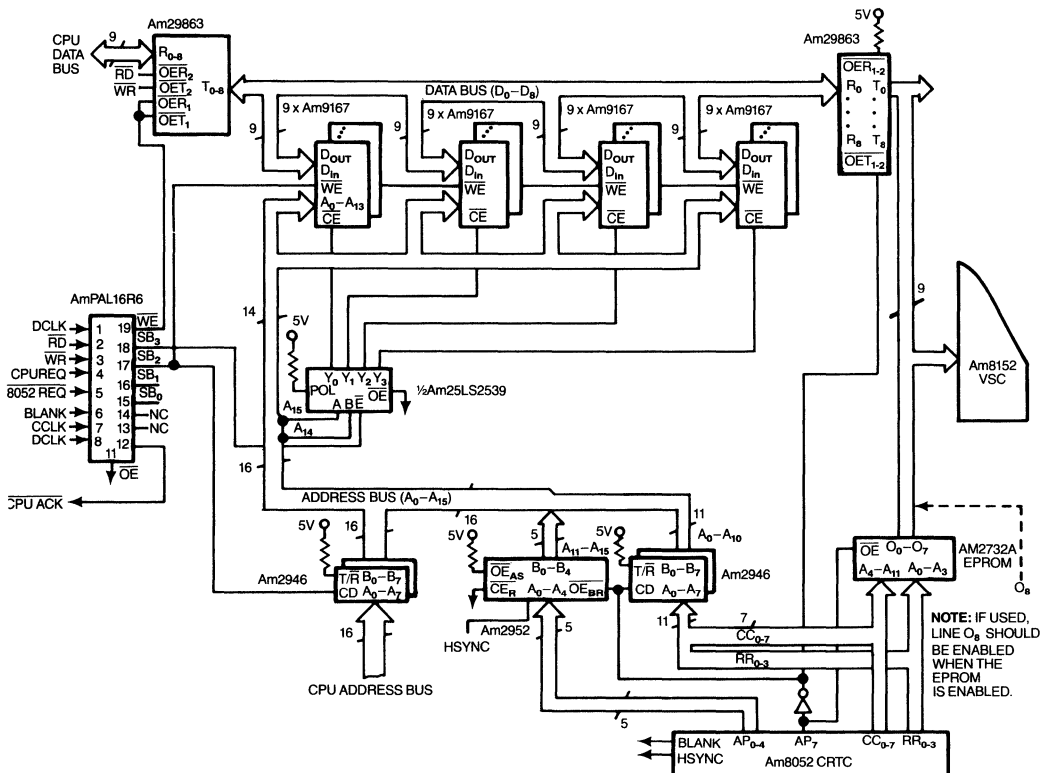 Am29863
CPU
DATA
BUS
9
R0-8
OER2
OET2
OER1
OET1
T0-8
RD
WR
DATA BUS (D0–D8)
5V
Am29863
OER1-2
R0 T0
R8 T8
OET1-2
9 x Am9167
9 x Am9167
9 x Am9167
9 x Am9167
9
9
9
9
DOUT
Din
WE
A0–A13
CE
DOUT
Din
WE
CE
DOUT
Din
WE
CE
DOUT
Din
WE
CE
AmPAL16R6
DCLK 1 19 WE
RD 2 18 SB3
WR 3 17 SB2
CPUREQ 4 16 SB1
8052 REQ 5 15 SB0
BLANK 6 14 NC
CCLK 7 13 NC
DCLK 8 12
11
OE
CPU ACK
14
5V
Y0 Y1 Y2 Y3
POL OE
A B E
½Am25LS2539
A15
A14
16
9
Am8152
VSC
ADDRESS BUS (A0–A15)
16
5V
16
Am2946
T/R B0–B7
CD A0–A7
16
CPU ADDRESS BUS
5V
5
A11–A15
OEAS B0–B4
CER A0–A4 OEBR
Am2952
HSYNC
5
5V
11
A0–A10
T/R B0–B7
CD A0–A7
Am2946
11
7
CC0-7
RR0-3
OE O0–O7
A4–A11 A0–A3
AM2732A
EPROM
O8
NOTE: IF USED,
LINE O8 SHOULD
BE ENABLED
WHEN THE
EPROM
IS ENABLED.
5
BLANK
HSYNC
AP0-4 AP7 CC0-7 RR0-3
Am8052 CRTC